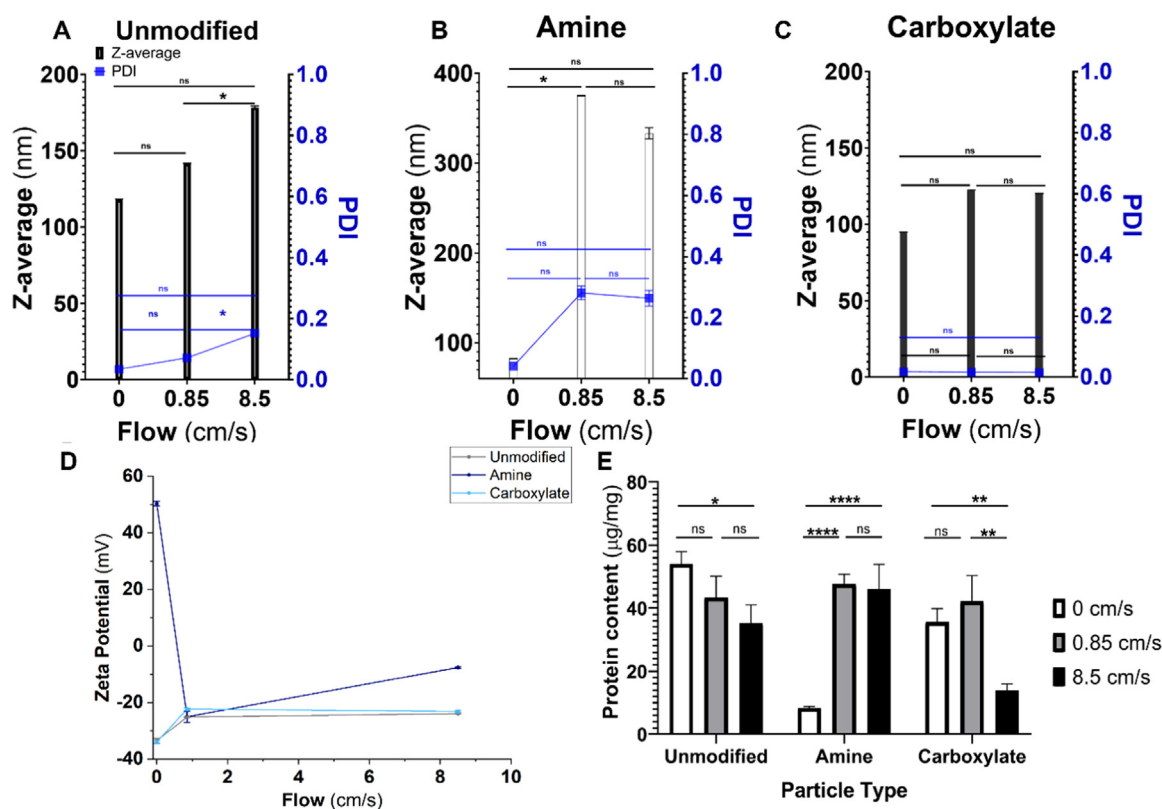 A Unmodified
Z-average
PDI
200
150
100
50
0
Z-average (nm)
ns
*
ns
ns
ns
*
1.0
0.8
0.6
0.4
0.2
0.0
PDI
0 0.85 8.5
Flow (cm/s)
B Amine
400
300
200
100
Z-average (nm)
ns
*
ns
ns
ns
ns
1.0
0.8
0.6
0.4
0.2
0.0
PDI
0 0.85 8.5
Flow (cm/s)
C Carboxylate
200
150
100
50
0
Z-average (nm)
ns
ns
ns
ns
ns
ns
1.0
0.8
0.6
0.4
0.2
0.0
PDI
0 0.85 8.5
Flow (cm/s)
D
Unmodified
Amine
Carboxylate
60
50
40
20
0
-20
-40
Zeta Potential (mV)
0 2 4 6 8 10
Flow (cm/s)
E
80
60
40
20
0
Protein content (µg/mg)
*
ns ns
****
**** ns
**
ns **
Unmodified Amine Carboxylate
Particle Type
0 cm/s
0.85 cm/s
8.5 cm/s